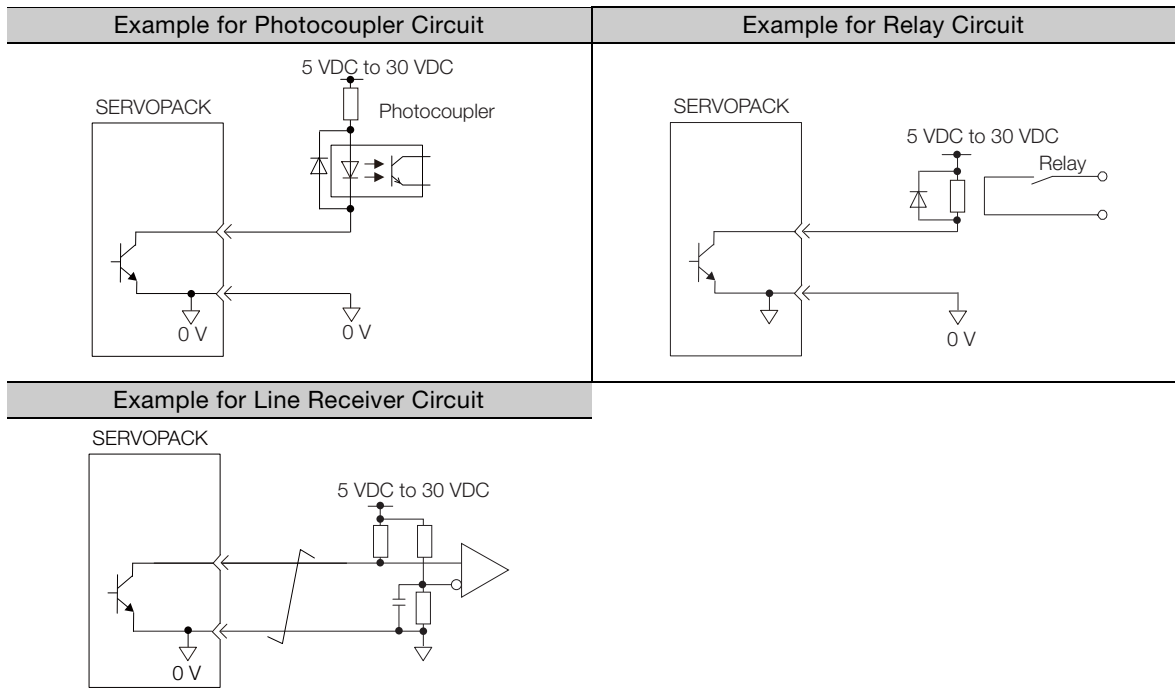 Example for Photocoupler Circuit
5 VDC to 30 VDC
SERVOPACK
Photocoupler
0 V
0 V
Example for Relay Circuit
SERVOPACK
5 VDC to 30 VDC
Relay
0 V
Example for Line Receiver Circuit
SERVOPACK
5 VDC to 30 VDC
0 V